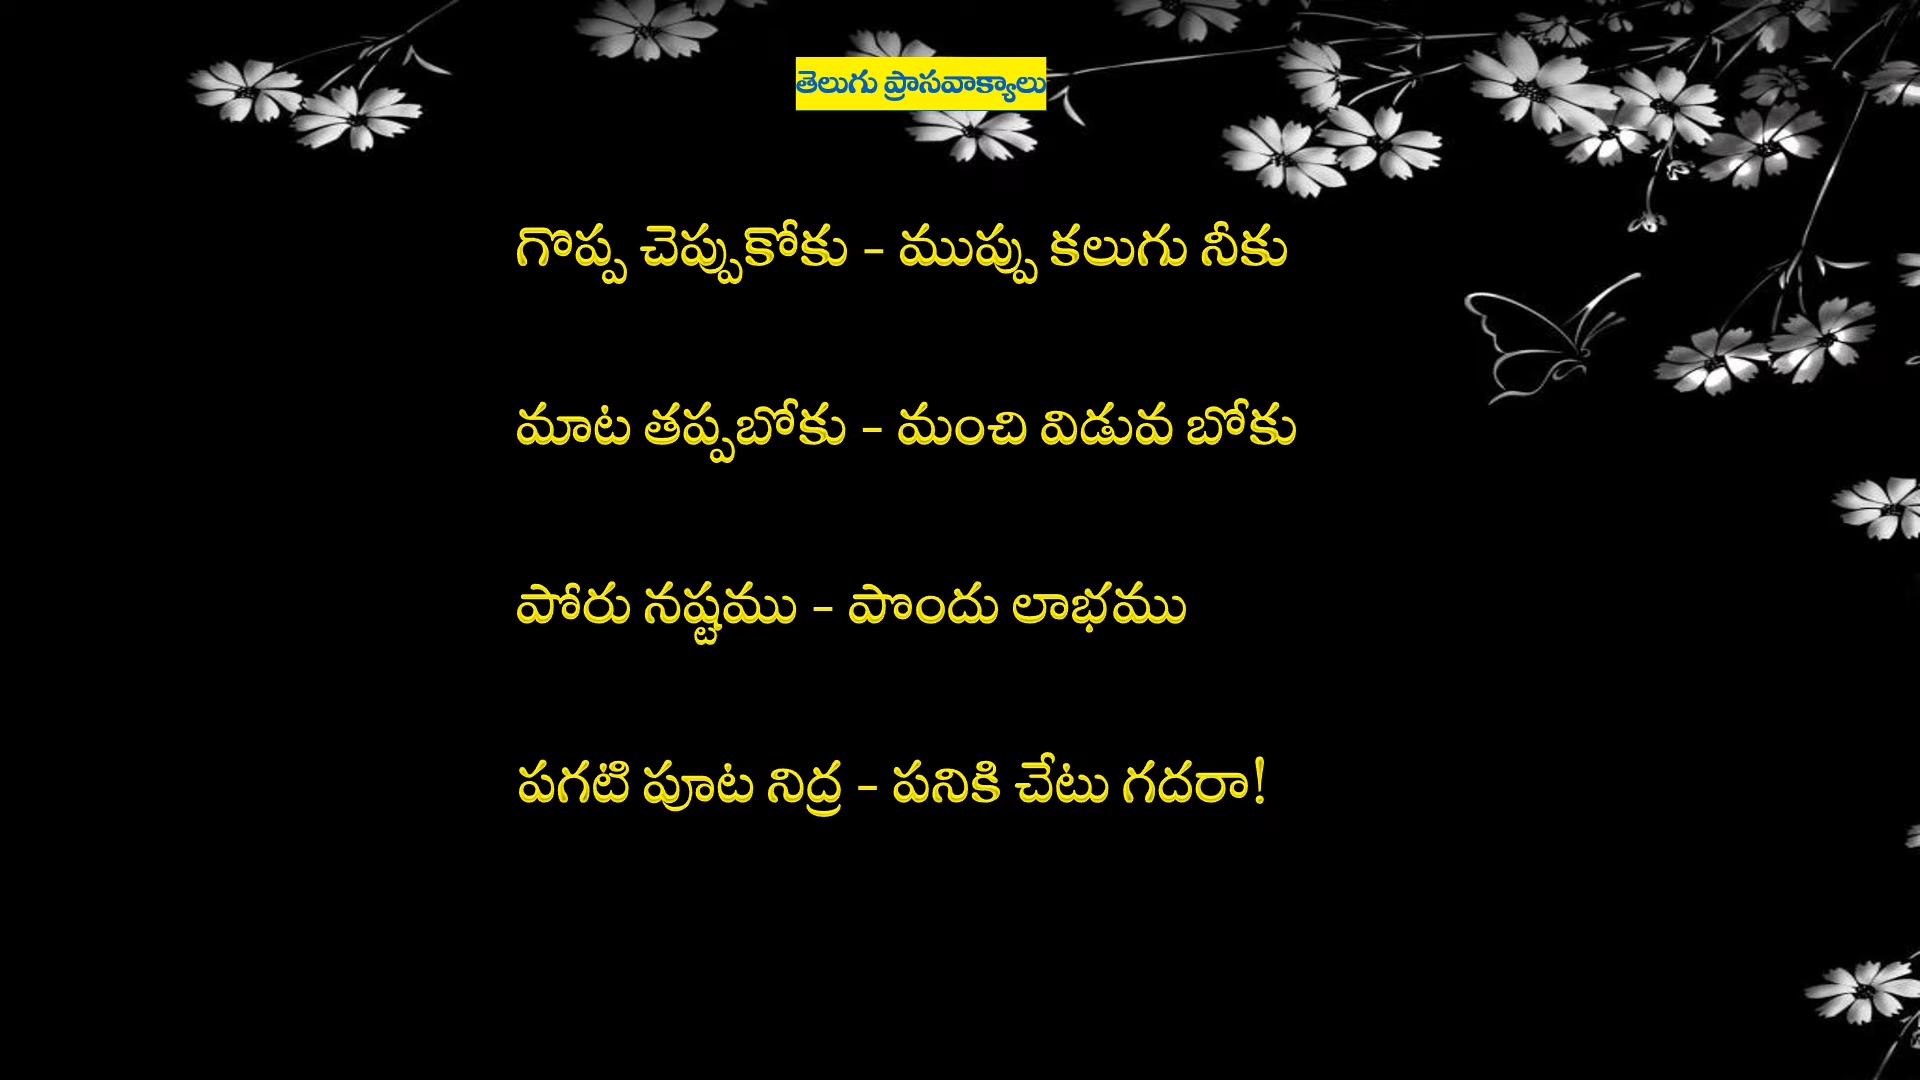 తెలుగు ప్రాసవాక్యాలు
గొప్ప చెప్పుకోకు - ముప్పు కలుగు నీకు
మాట తప్పబోకు - మంచి విడువ బోకు
పోరు నష్టము - పొందు లాభము
పగటి పూట నిద్ర - పనికి చేటు గదరా!